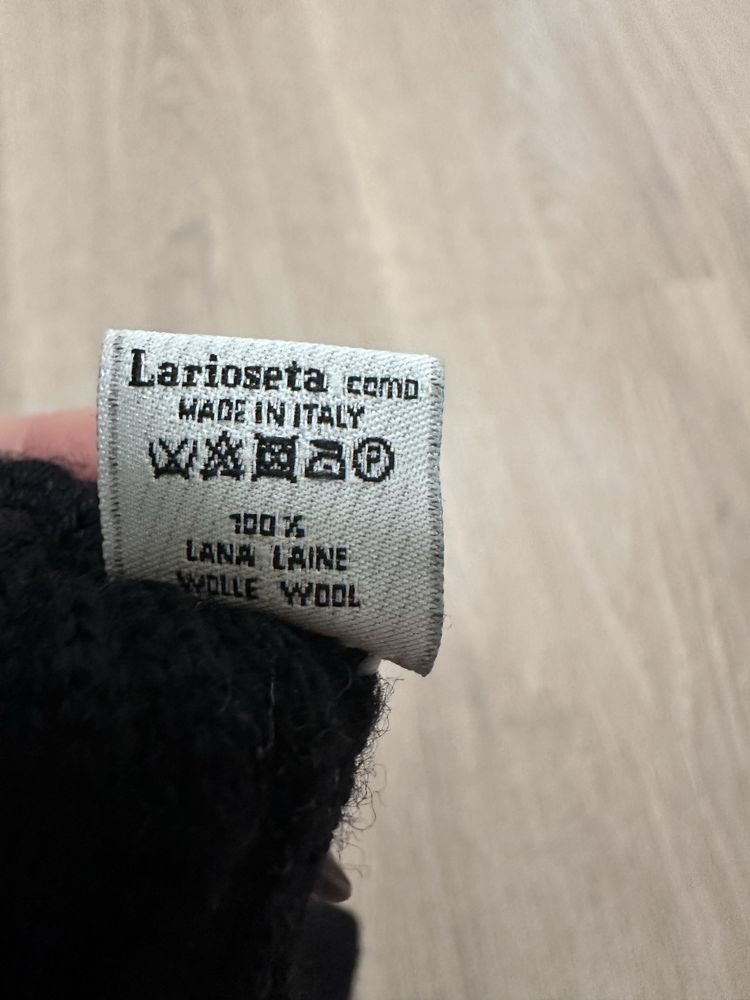 Larioseta como
MADE IN ITALY
P
100%
LANA LAINE
WOLLE WOOL